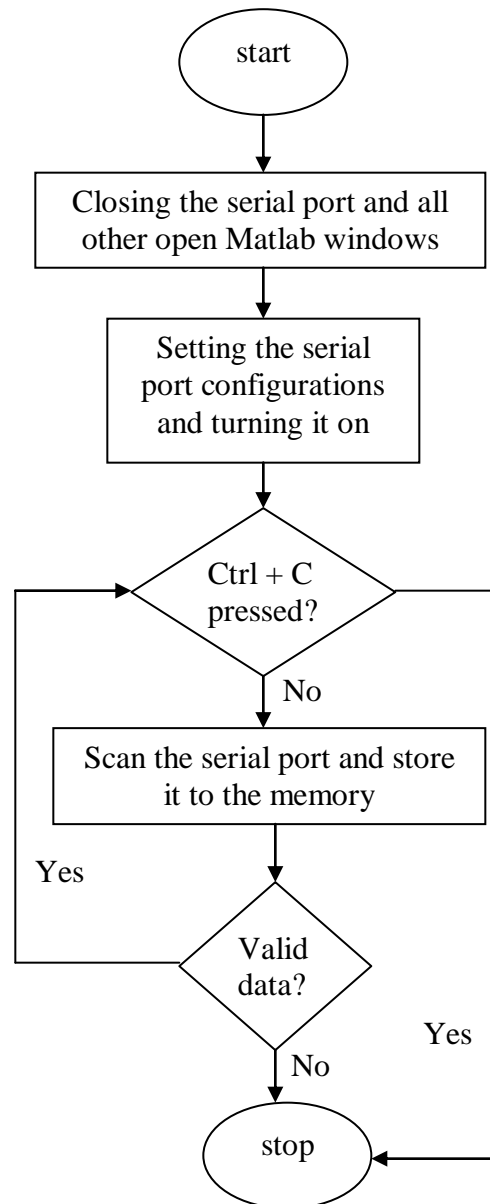 start
Closing the serial port and all
other open Matlab windows
Setting the serial
port configurations
and turning it on
Ctrl + C
pressed?
No
Scan the serial port and store
it to the memory
Yes
Valid
data?
Yes
No
stop